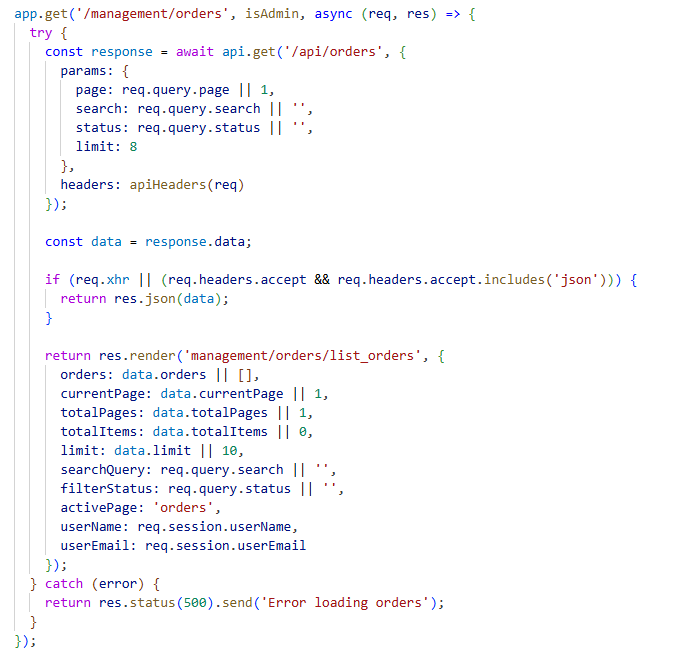 app.get('/management/orders', isAdmin, async (req, res) => {
  try {
    const response = await api.get('/api/orders', {
      params: {
        page: req.query.page || 1,
        search: req.query.search || '',
        status: req.query.status || '',
        limit: 8
      },
      headers: apiHeaders(req)
    });

    const data = response.data;

    if (req.xhr || (req.headers.accept && req.headers.accept.includes('json'))) {
      return res.json(data);
    }

    return res.render('management/orders/list_orders', {
      orders: data.orders || [],
      currentPage: data.currentPage || 1,
      totalPages: data.totalPages || 1,
      totalItems: data.totalItems || 0,
      limit: data.limit || 10,
      searchQuery: req.query.search || '',
      filterStatus: req.query.status || '',
      activePage: 'orders',
      userName: req.session.userName,
      userEmail: req.session.userEmail
    });
  } catch (error) {
    return res.status(500).send('Error loading orders');
  }
});